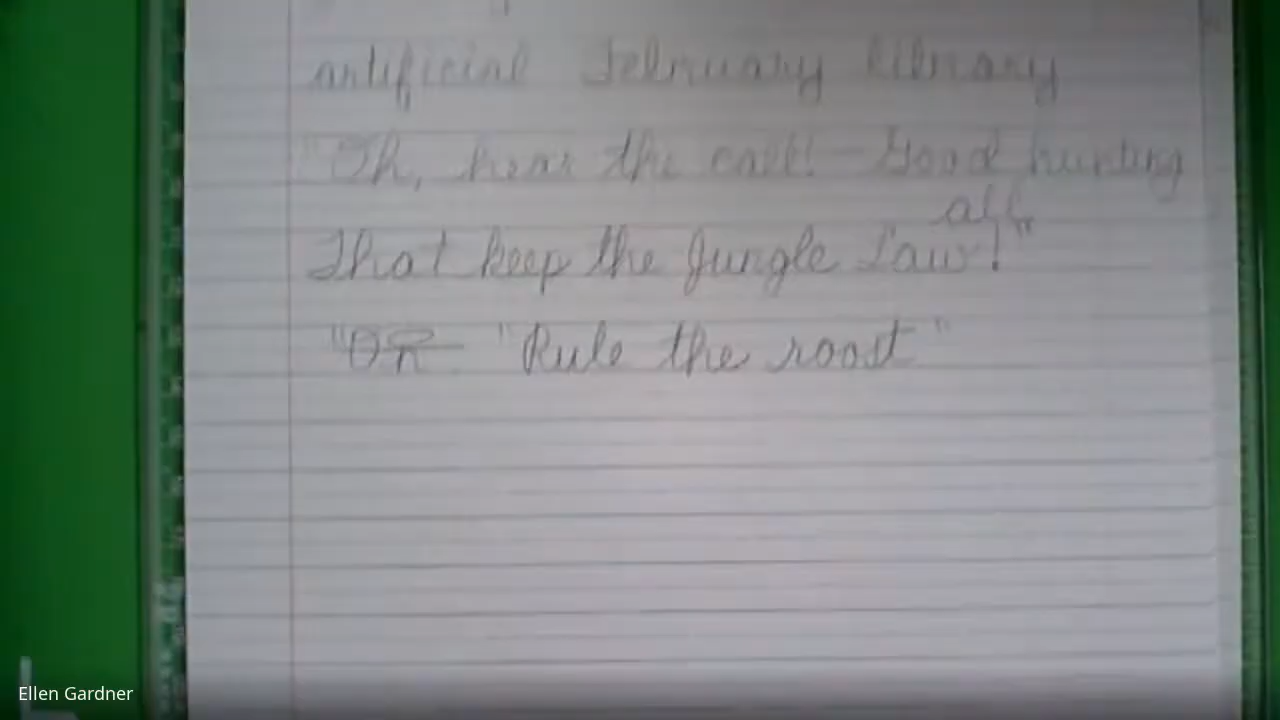 artificial February library
"Oh, hear the call! - Good hunting
all
That keep the Jungle Law!"
"OR "Rule the roost"
Ellen Gardner